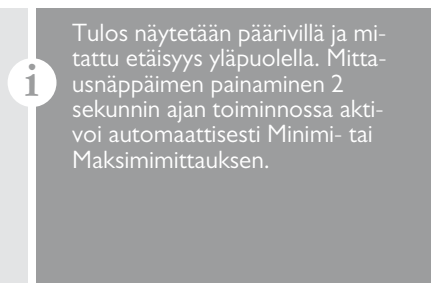 Tulos näytetään päärivillä ja mi-
tattu etäisyys yläpuolella. Mitta-
usnäppäimen painaminen 2
sekunnin ajan toiminnossa akti-
voi automaattisesti Minimi- tai
Maksimimittauksen.
i